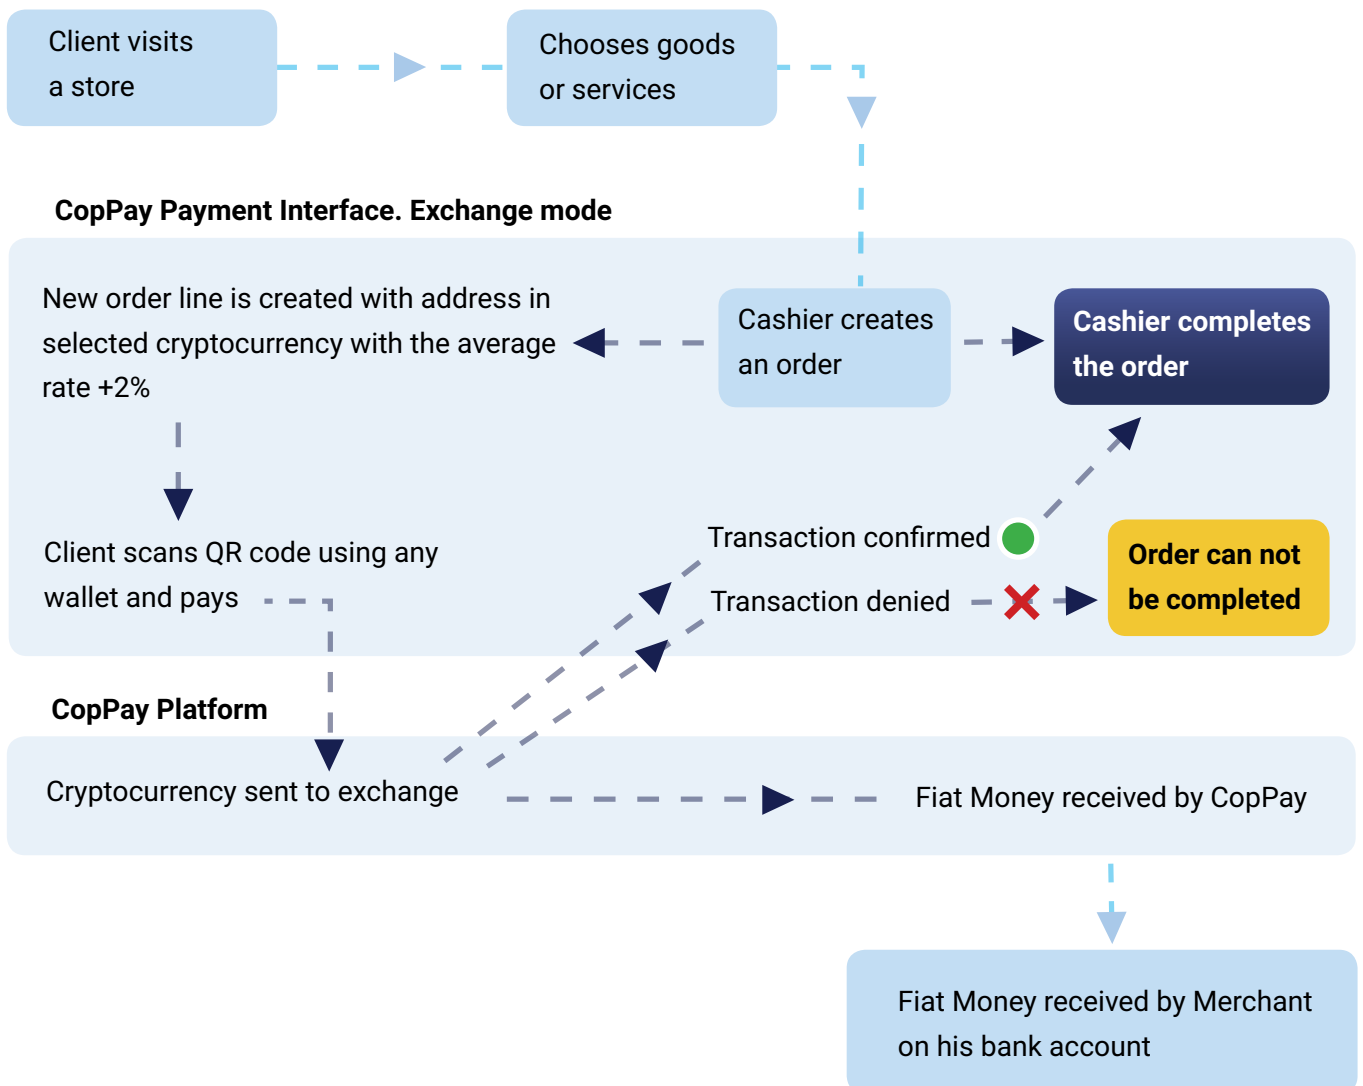 Client visits
a store
Chooses goods
or services
CopPay Payment Interface. Exchange mode
New order line is created with address in
selected cryptocurrency with the average
rate +2%
Cashier creates
an order
Cashier completes
the order
Client scans QR code using any
wallet and pays
Transaction confirmed
Transaction denied
Order can not
be completed
CopPay Platform
Cryptocurrency sent to exchange
Fiat Money received by CopPay
Fiat Money received by Merchant
on his bank account